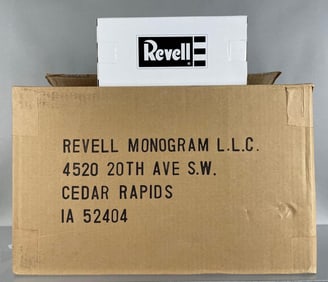 Revell
REVELL MONOGRAM L.L.C.
4520 20TH AVE S.W.
CEDAR RAPIDS
IA 52404